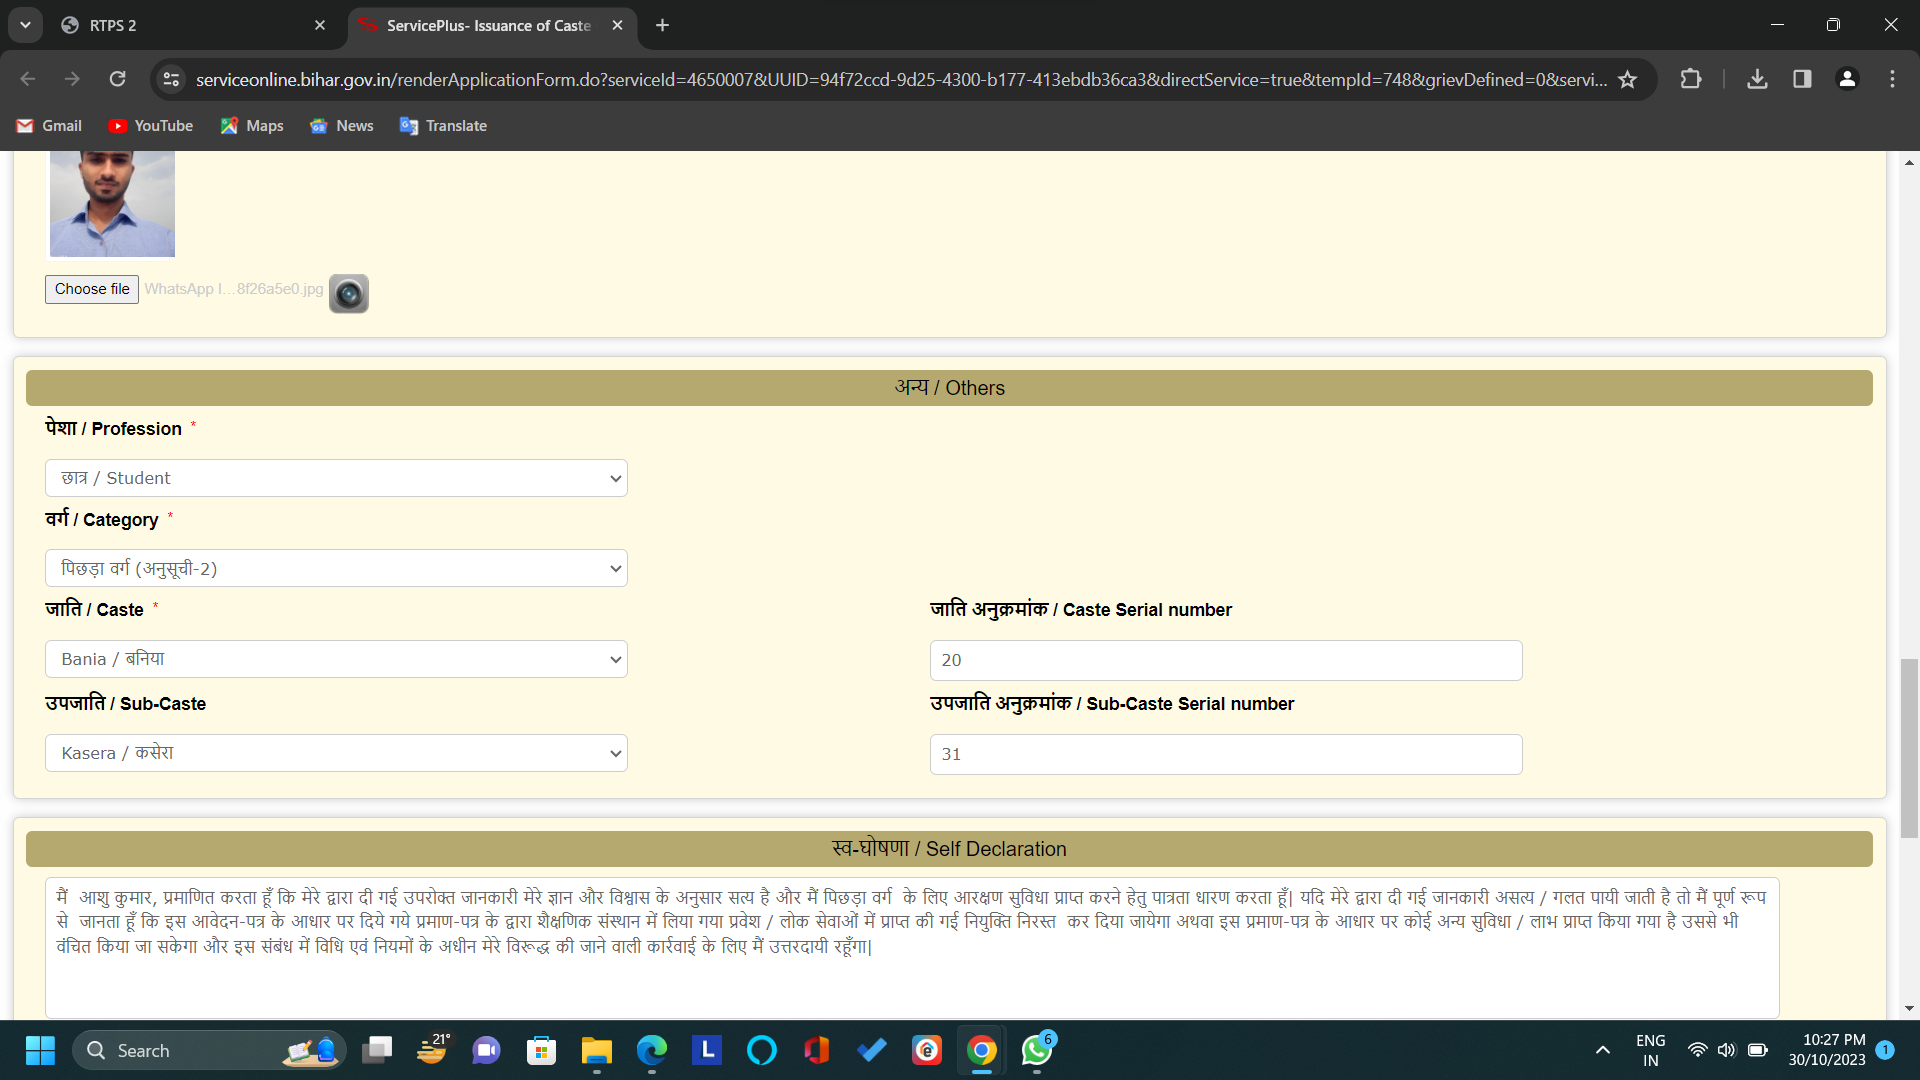 RTPS 2
ServicePlus- Issuance of Caste
serviceonline.bihar.gov.in/renderApplicationForm.do?serviceId=4650007&UUID=94f72ccd-9d25-4300-b177-413ebdb36ca3&directService=true&tempId=748&grievDefined=0&servi...
Gmail YouTube Maps News Translate
Choose file WhatsApp I...8f26a5e0.jpg
अन्य / Others
पेशा / Profession *
छात्र / Student
वर्ग / Category *
पिछड़ा वर्ग (अनुसूची-2)
जाति / Caste * जाति अनुक्रमांक / Caste Serial number
Bania / बनिया 20
उपजाति / Sub-Caste उपजाति अनुक्रमांक / Sub-Caste Serial number
Kasera / कसेरा 31
स्व-घोषणा / Self Declaration
मैं आशु कुमार, प्रमाणित करता हूँ कि मेरे द्वारा दी गई उपरोक्त जानकारी मेरे ज्ञान और विश्वास के अनुसार सत्य है और मैं पिछड़ा वर्ग के लिए आरक्षण सुविधा प्राप्त करने हेतु पात्रता धारण करता हूँ| यदि मेरे द्वारा दी गई जानकारी असत्य / गलत पायी जाती है तो मैं पूर्ण रूप
से जानता हूँ कि इस आवेदन-पत्र के आधार पर दिये गये प्रमाण-पत्र के द्वारा शैक्षणिक संस्थान में लिया गया प्रवेश / लोक सेवाओं में प्राप्त की गई नियुक्ति निरस्त कर दिया जायेगा अथवा इस प्रमाण-पत्र के आधार पर कोई अन्य सुविधा / लाभ प्राप्त किया गया है उससे भी
वंचित किया जा सकेगा और इस संबंध में विधि एवं नियमों के अधीन मेरे विरूद्ध की जाने वाली कार्रवाई के लिए मैं उत्तरदायी रहूँगा|
Search 21° L e 6 ENG 10:27 PM
IN 30/10/2023 1